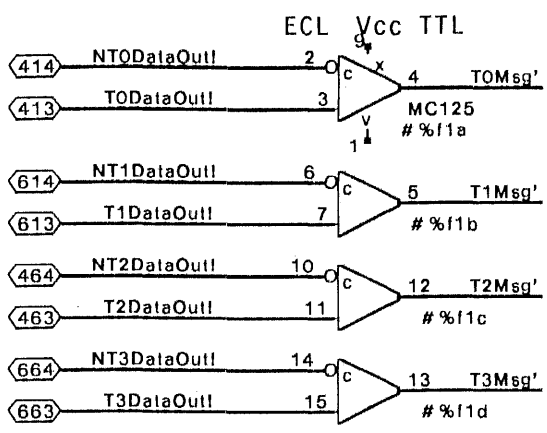 ECL Vcc TTL
9
414 NT0DataOut! 2 C x
413 T0DataOut! 3 4 T0Msg'
v MC125
1 # %f1a
614 NT1DataOut! 6 C
613 T1DataOut! 7 5 T1Msg'
# %f1b
464 NT2DataOut! 10 C
463 T2DataOut! 11 12 T2Msg'
# %f1c
664 NT3DataOut! 14 C
663 T3DataOut! 15 13 T3Msg'
# %f1d